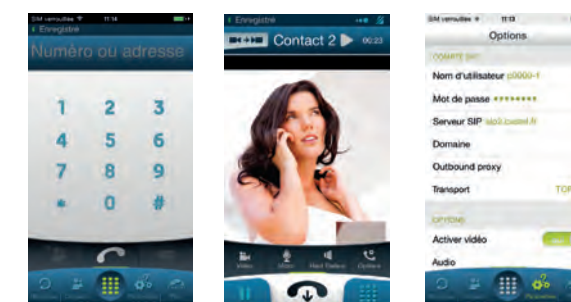 SIM verrouillée 11:14
Enregistré
Numéro ou adresse
1 2 3
4 5 6
7 8 9
* 0 #
Enregistré
Contact 2 00:23
Vidéo Micro Haut Parleur Options
SIM verrouillée 11:13
Options
COMPTE SIP
Nom d'utilisateur
Mot de passe ********
Serveur SIP
Domaine
Outbound proxy
Transport
OPTIONS
Activer vidéo
Audio